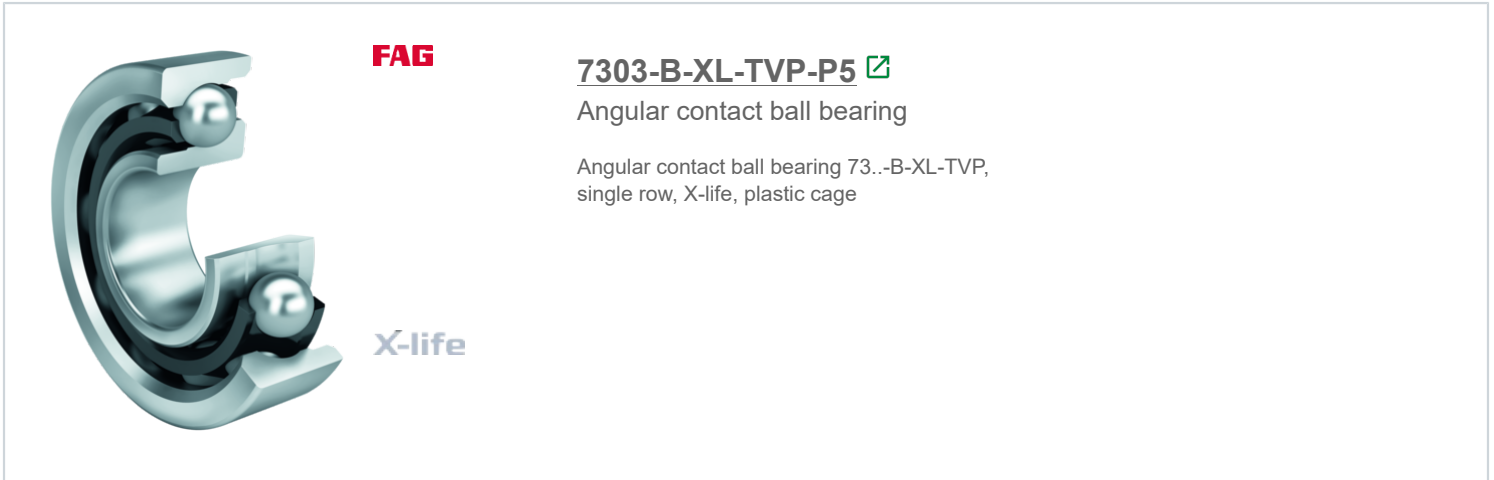 FAG
7303-B-XL-TVP-P5
Angular contact ball bearing
Angular contact ball bearing 73..-B-XL-TVP,
single row, X-life, plastic cage
X-life